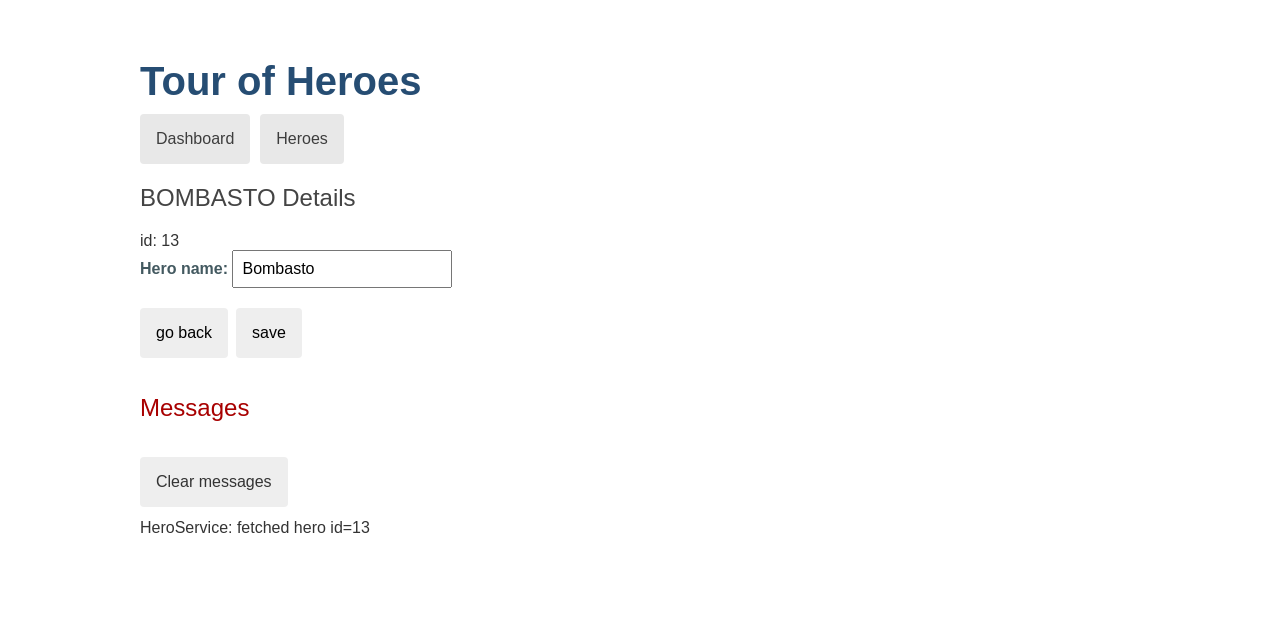 Tour of Heroes
Dashboard Heroes
BOMBASTO Details
id: 13
Hero name: Bombasto
go back save
Messages
Clear messages
HeroService: fetched hero id=13